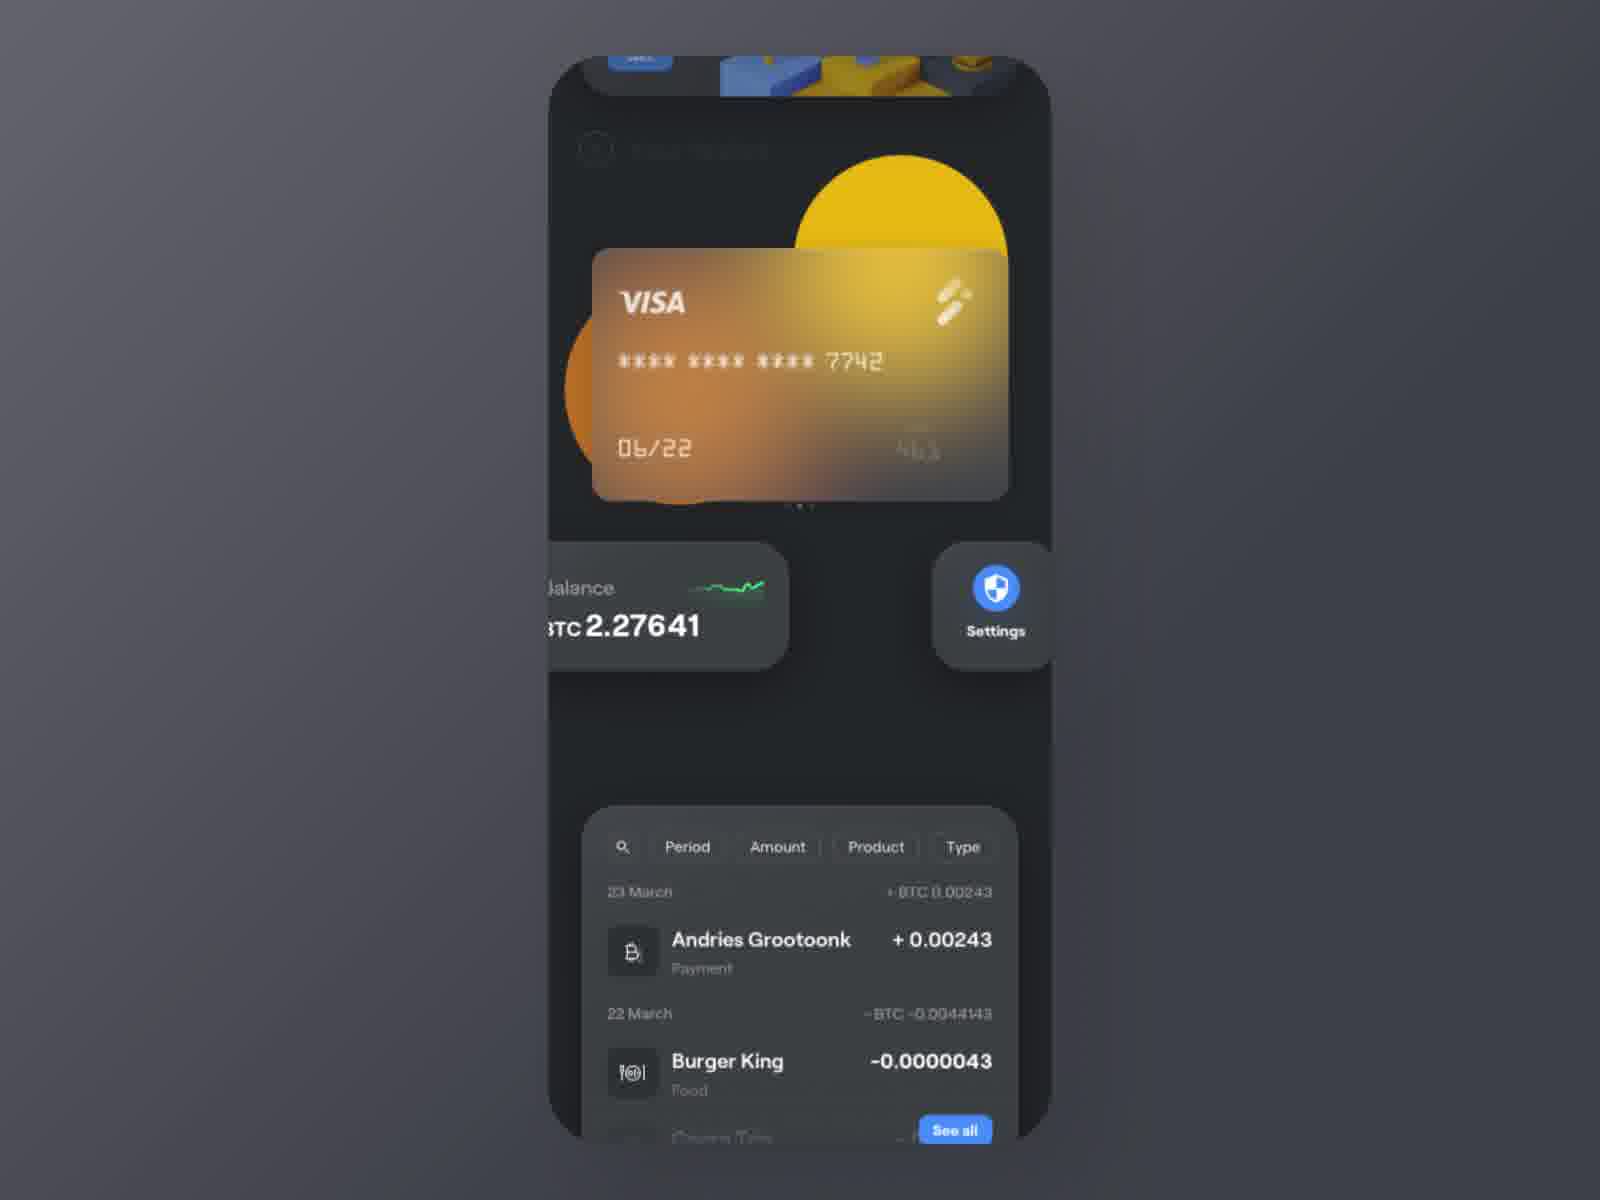 VISA
**** **** **** 7742
06/22
463
Balance
BTC 2.27641
Settings
Period Amount Product Type
23 March + BTC 0.00243
Andries Grootoonk + 0.00243
Payment
22 March - BTC -0.0044143
Burger King -0.0000043
Food
See all